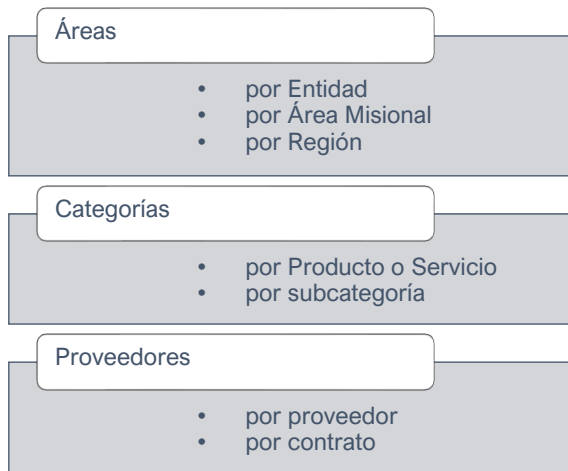 Áreas
• por Entidad
• por Área Misional
• por Región
Categorías
• por Producto o Servicio
• por subcategoría
Proveedores
• por proveedor
• por contrato